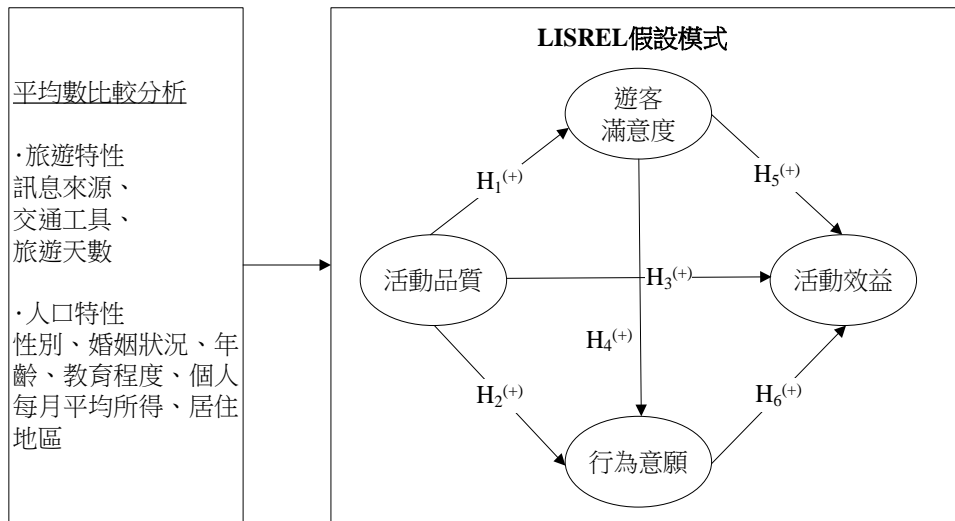 平均數比較分析
·旅遊特性
訊息來源、
交通工具、
旅遊天數
·人口特性
性別、婚姻狀況、年
齡、教育程度、個人
每月平均所得、居住
地區
LISREL假設模式
遊客
滿意度
H1(+)
H5(+)
活動品質
H3(+)
活動效益
H4(+)
H2(+)
H6(+)
行為意願